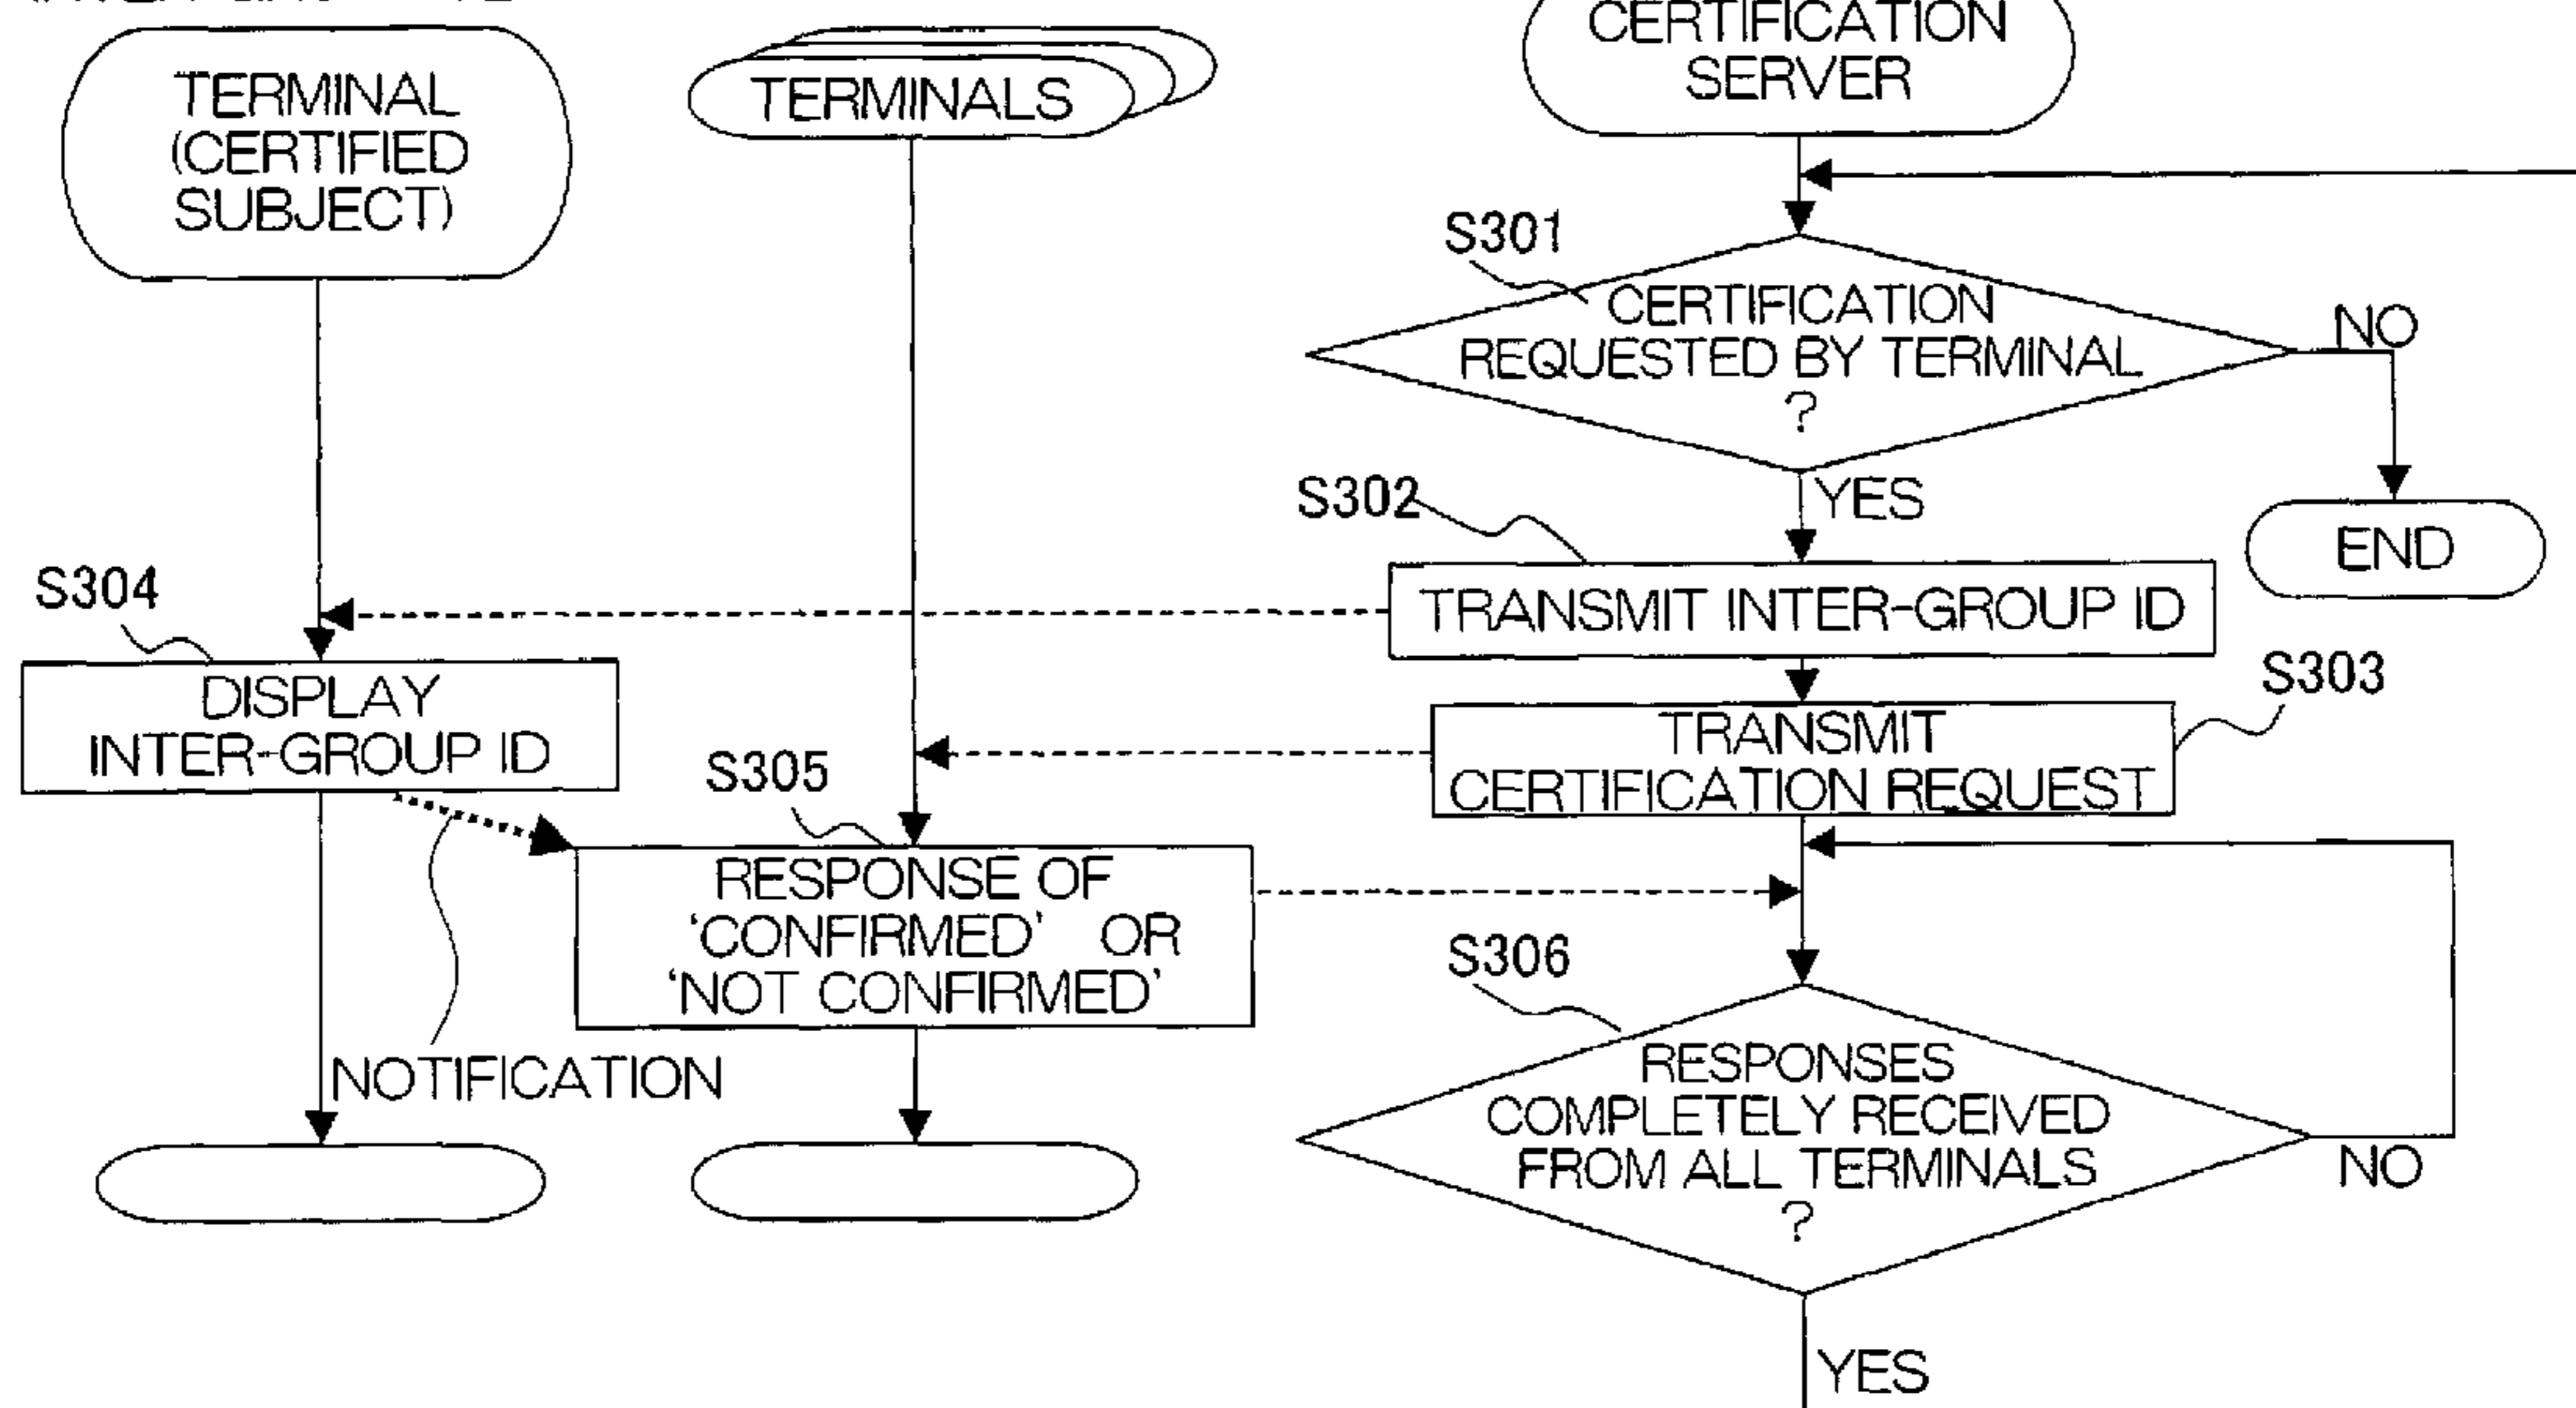 TERMINAL
(CERTIFIED
SUBJECT)
TERMINALS
CERTIFICATION
SERVER
S301
CERTIFICATION
REQUESTED BY TERMINAL
?
NO
END
YES
S302
TRANSMIT INTER-GROUP ID
S303
TRANSMIT
CERTIFICATION REQUEST
S304
DISPLAY
INTER-GROUP ID
NOTIFICATION
S305
RESPONSE OF
'CONFIRMED' OR
'NOT CONFIRMED'
S306
RESPONSES
COMPLETELY RECEIVED
FROM ALL TERMINALS
?
NO
YES